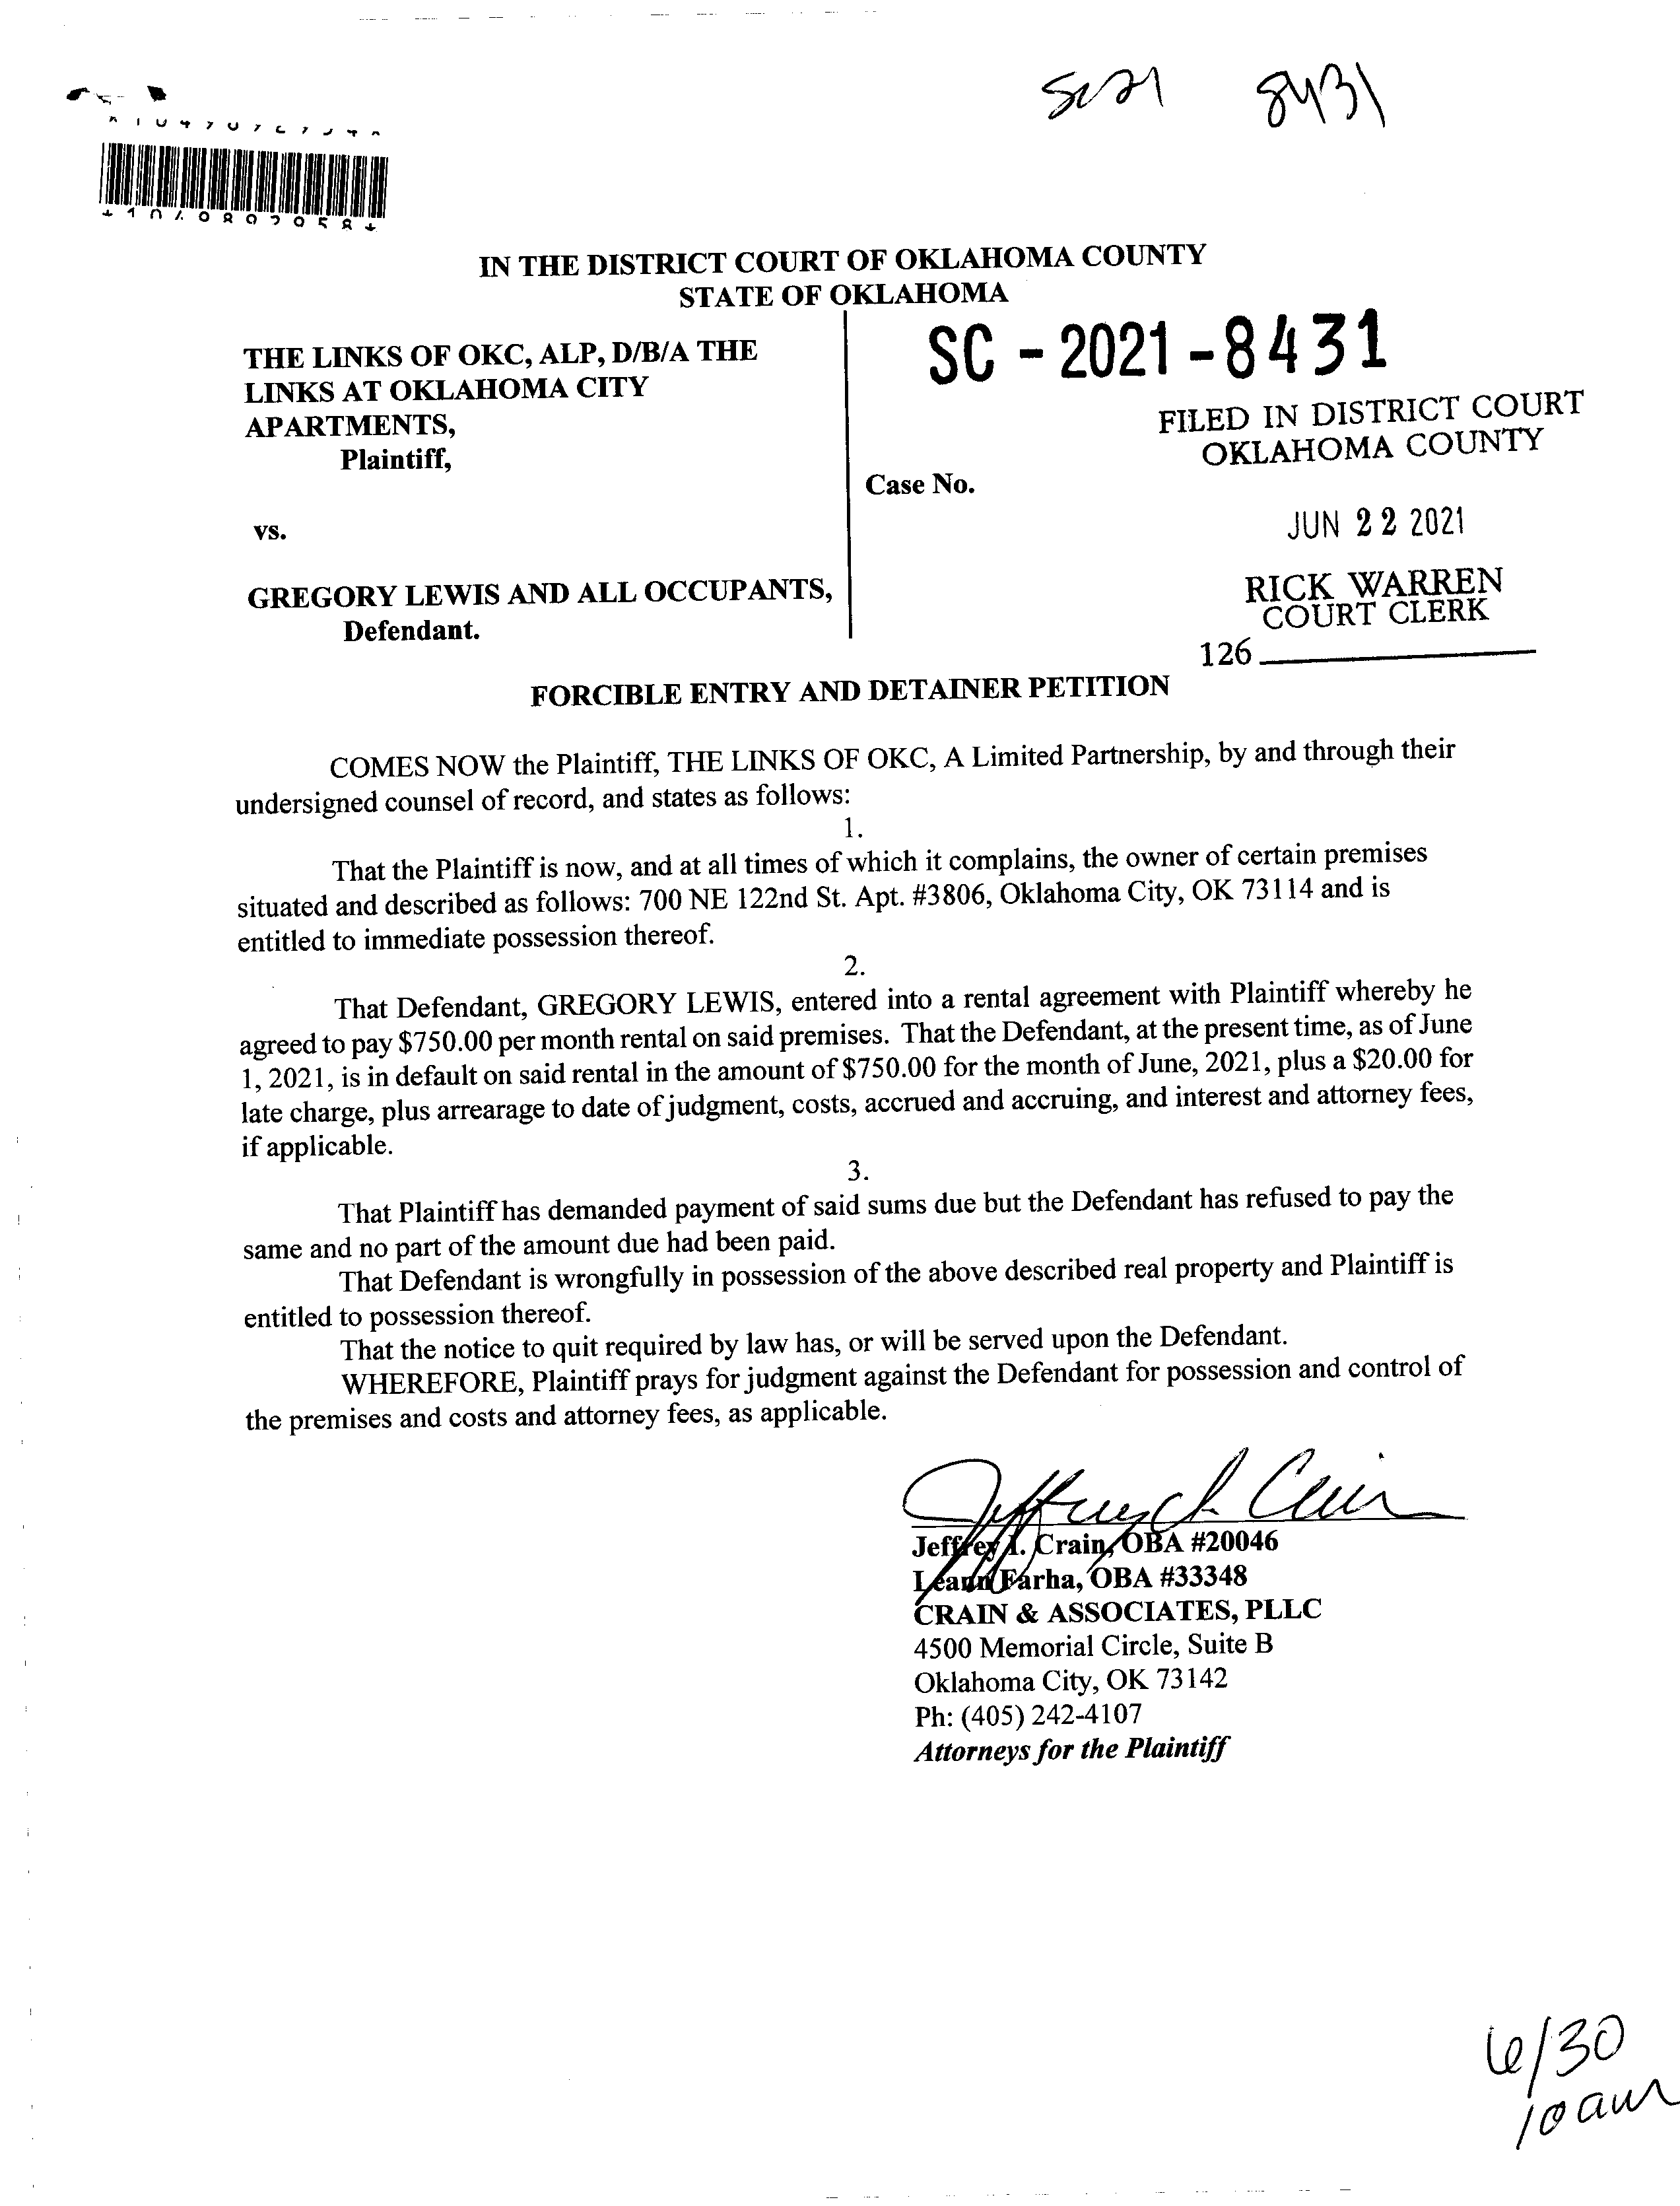 SC21 8431
IN THE DISTRICT COURT OF OKLAHOMA COUNTY
STATE OF OKLAHOMA
THE LINKS OF OKC, ALP, D/B/A THE
LINKS AT OKLAHOMA CITY
APARTMENTS,
Plaintiff,
vs.
GREGORY LEWIS AND ALL OCCUPANTS,
Defendant.
SC - 2021 - 8431
FILED IN DISTRICT COURT
OKLAHOMA COUNTY
Case No.
JUN 22 2021
RICK WARREN
COURT CLERK
126
FORCIBLE ENTRY AND DETAINER PETITION
COMES NOW the Plaintiff, THE LINKS OF OKC, A Limited Partnership, by and through their
undersigned counsel of record, and states as follows:
1.
That the Plaintiff is now, and at all times of which it complains, the owner of certain premises
situated and described as follows: 700 NE 122nd St. Apt. #3806, Oklahoma City, OK 73114 and is
entitled to immediate possession thereof.
2.
That Defendant, GREGORY LEWIS, entered into a rental agreement with Plaintiff whereby he
agreed to pay $750.00 per month rental on said premises. That the Defendant, at the present time, as of June
1, 2021, is in default on said rental in the amount of $750.00 for the month of June, 2021, plus a $20.00 for
late charge, plus arrearage to date of judgment, costs, accrued and accruing, and interest and attorney fees,
if applicable.
3.
That Plaintiff has demanded payment of said sums due but the Defendant has refused to pay the
same and no part of the amount due had been paid.
That Defendant is wrongfully in possession of the above described real property and Plaintiff is
entitled to possession thereof.
That the notice to quit required by law has, or will be served upon the Defendant.
WHEREFORE, Plaintiff prays for judgment against the Defendant for possession and control of
the premises and costs and attorney fees, as applicable.
Jeffrey I. Crain, OBA #20046
Leann Farha, OBA #33348
CRAIN & ASSOCIATES, PLLC
4500 Memorial Circle, Suite B
Oklahoma City, OK 73142
Ph: (405) 242-4107
Attorneys for the Plaintiff
6/30
10am